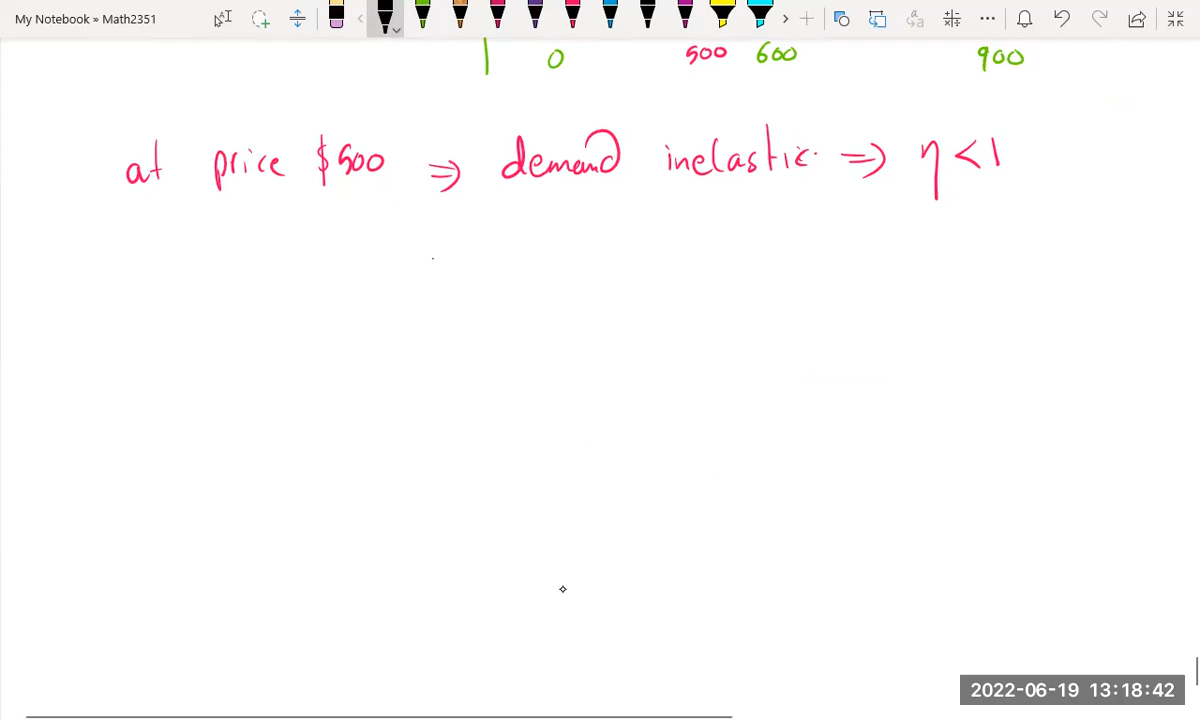 My Notebook » Math2351
0 500 600 900
at price $500 ⇒ demand inelastic ⇒ η < 1
2022-06-19 13:18:42